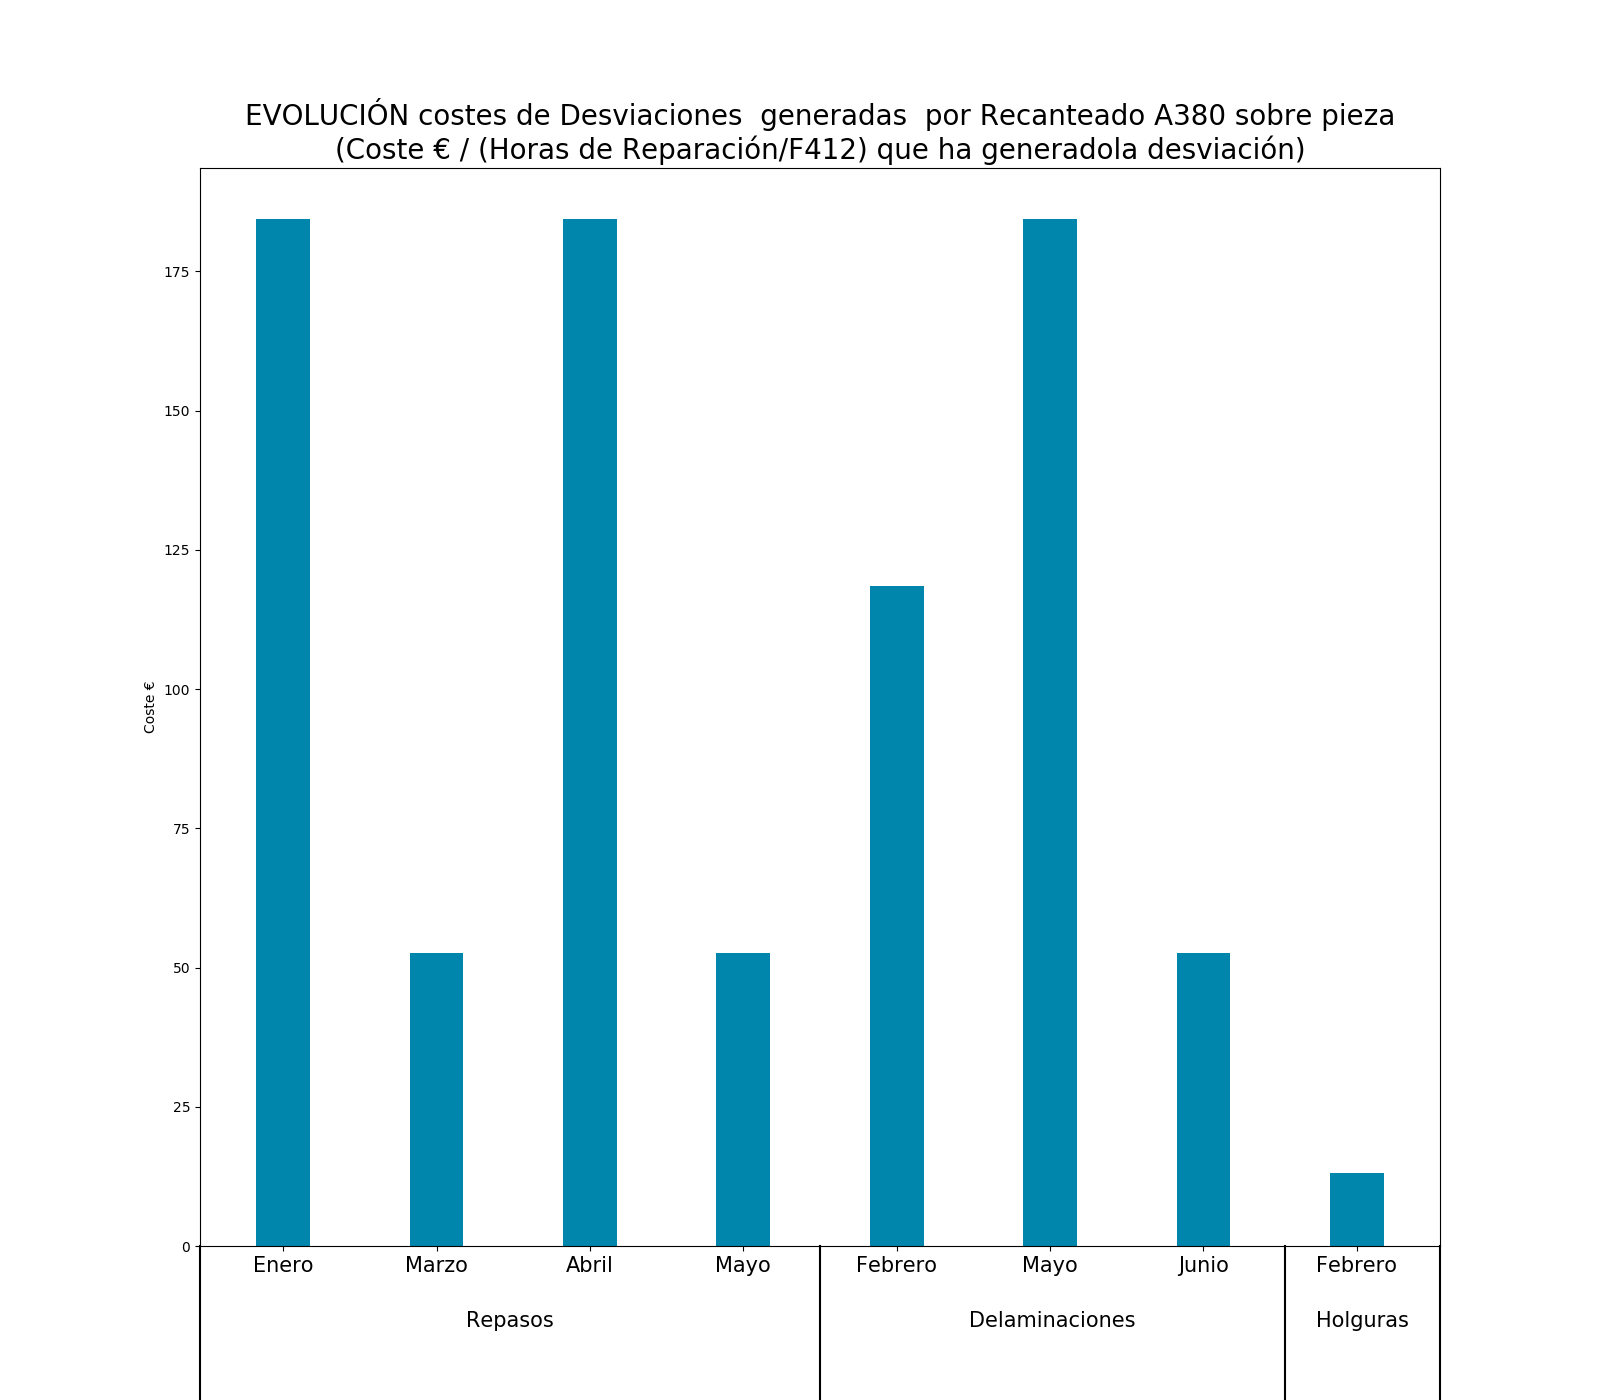 EVOLUCIÓN costes de Desviaciones  generadas  por Recanteado A380 sobre pieza
(Coste € / (Horas de Reparación/F412) que ha generadola desviación)
175
150
125
100
75
50
25
0
Coste €
Enero Marzo Abril Mayo Febrero Mayo Junio Febrero
Repasos Delaminaciones Holguras